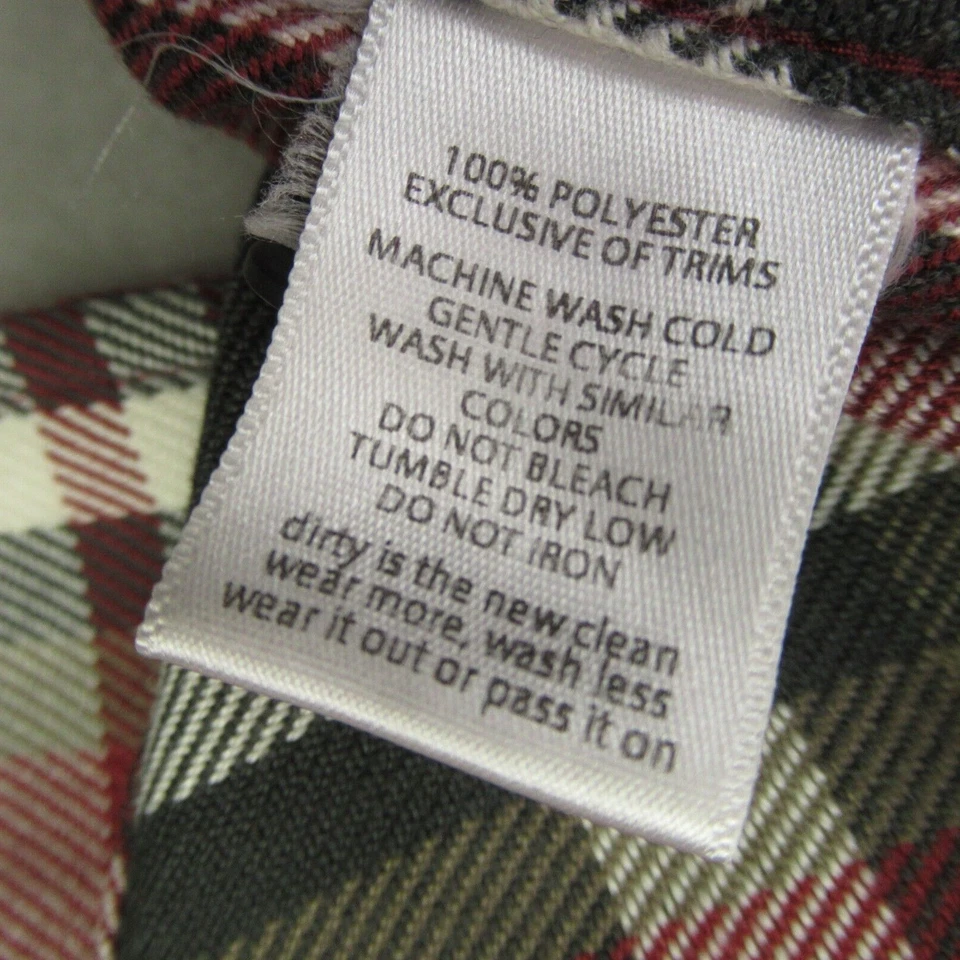 100% POLYESTER
EXCLUSIVE OF TRIMS
MACHINE WASH COLD
GENTLE CYCLE
WASH WITH SIMILAR
COLORS
DO NOT BLEACH
TUMBLE DRY LOW
DO NOT IRON
dirty is the new clean
wear more, wash less
wear it out or pass it on